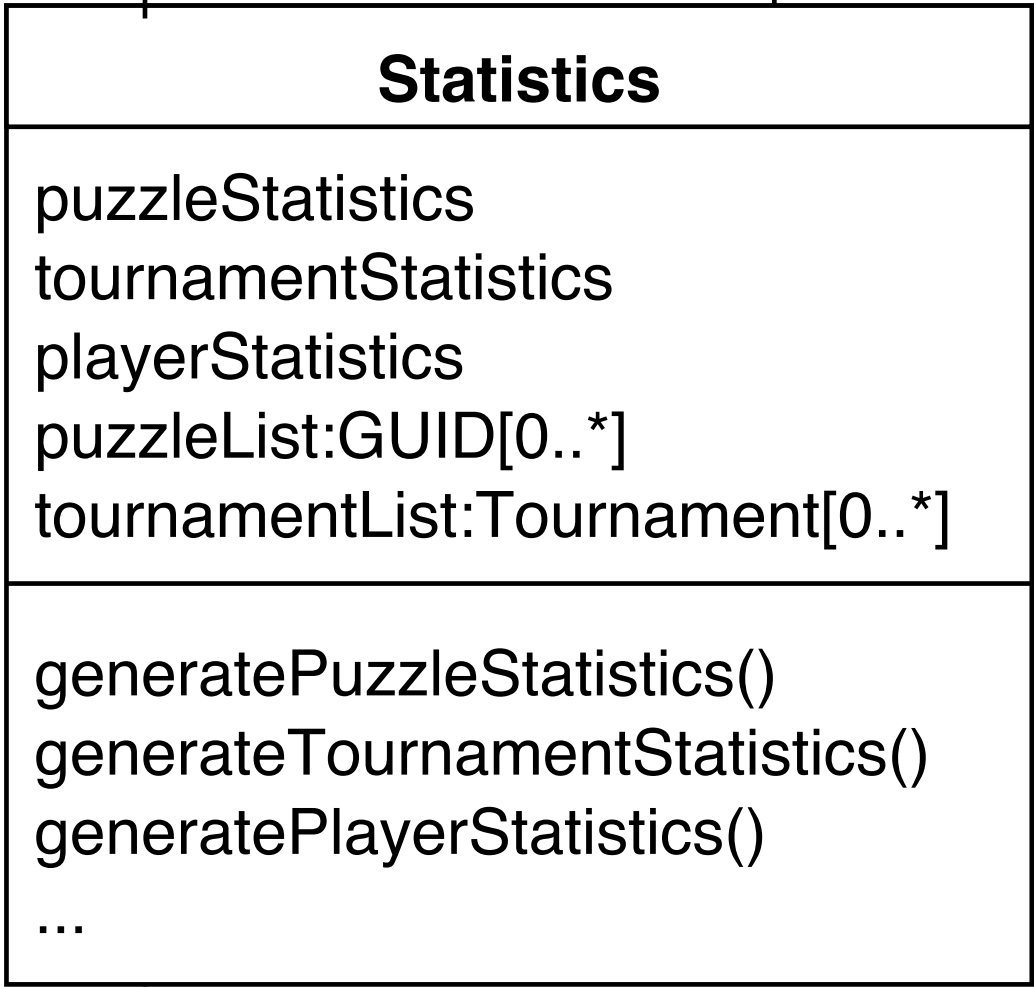 Statistics
puzzleStatistics
tournamentStatistics
playerStatistics
puzzleList:GUID[0..*]
tournamentList:Tournament[0..*]
generatePuzzleStatistics()
generateTournamentStatistics()
generatePlayerStatistics()
...